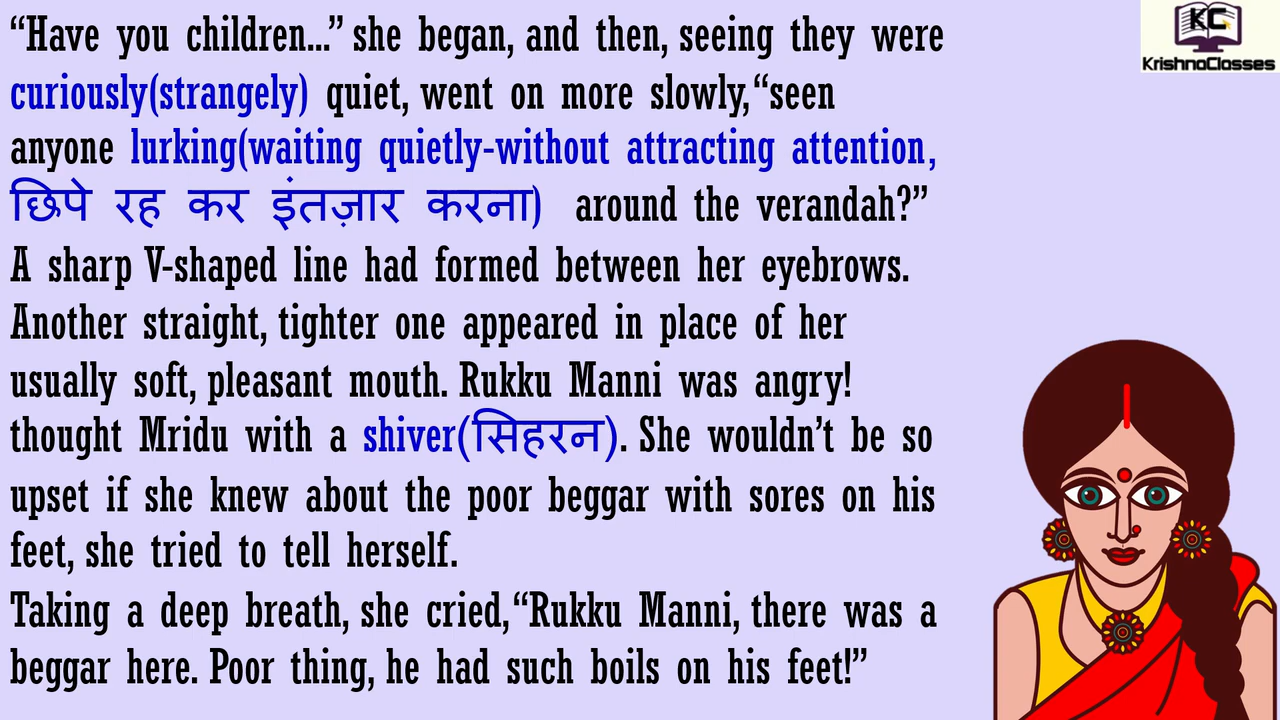 “Have you children...” she began, and then, seeing they were
curiously(strangely) quiet, went on more slowly,“seen
anyone lurking(waiting quietly-without attracting attention,
छिपे रह कर इंतज़ार करना) around the verandah?”
A sharp V-shaped line had formed between her eyebrows.
Another straight, tighter one appeared in place of her
usually soft, pleasant mouth. Rukku Manni was angry!
thought Mridu with a shiver(सिहरन). She wouldn’t be so
upset if she knew about the poor beggar with sores on his
feet, she tried to tell herself.
Taking a deep breath, she cried,“Rukku Manni, there was a
beggar here. Poor thing, he had such boils on his feet!”
KC
KrishnaClasses